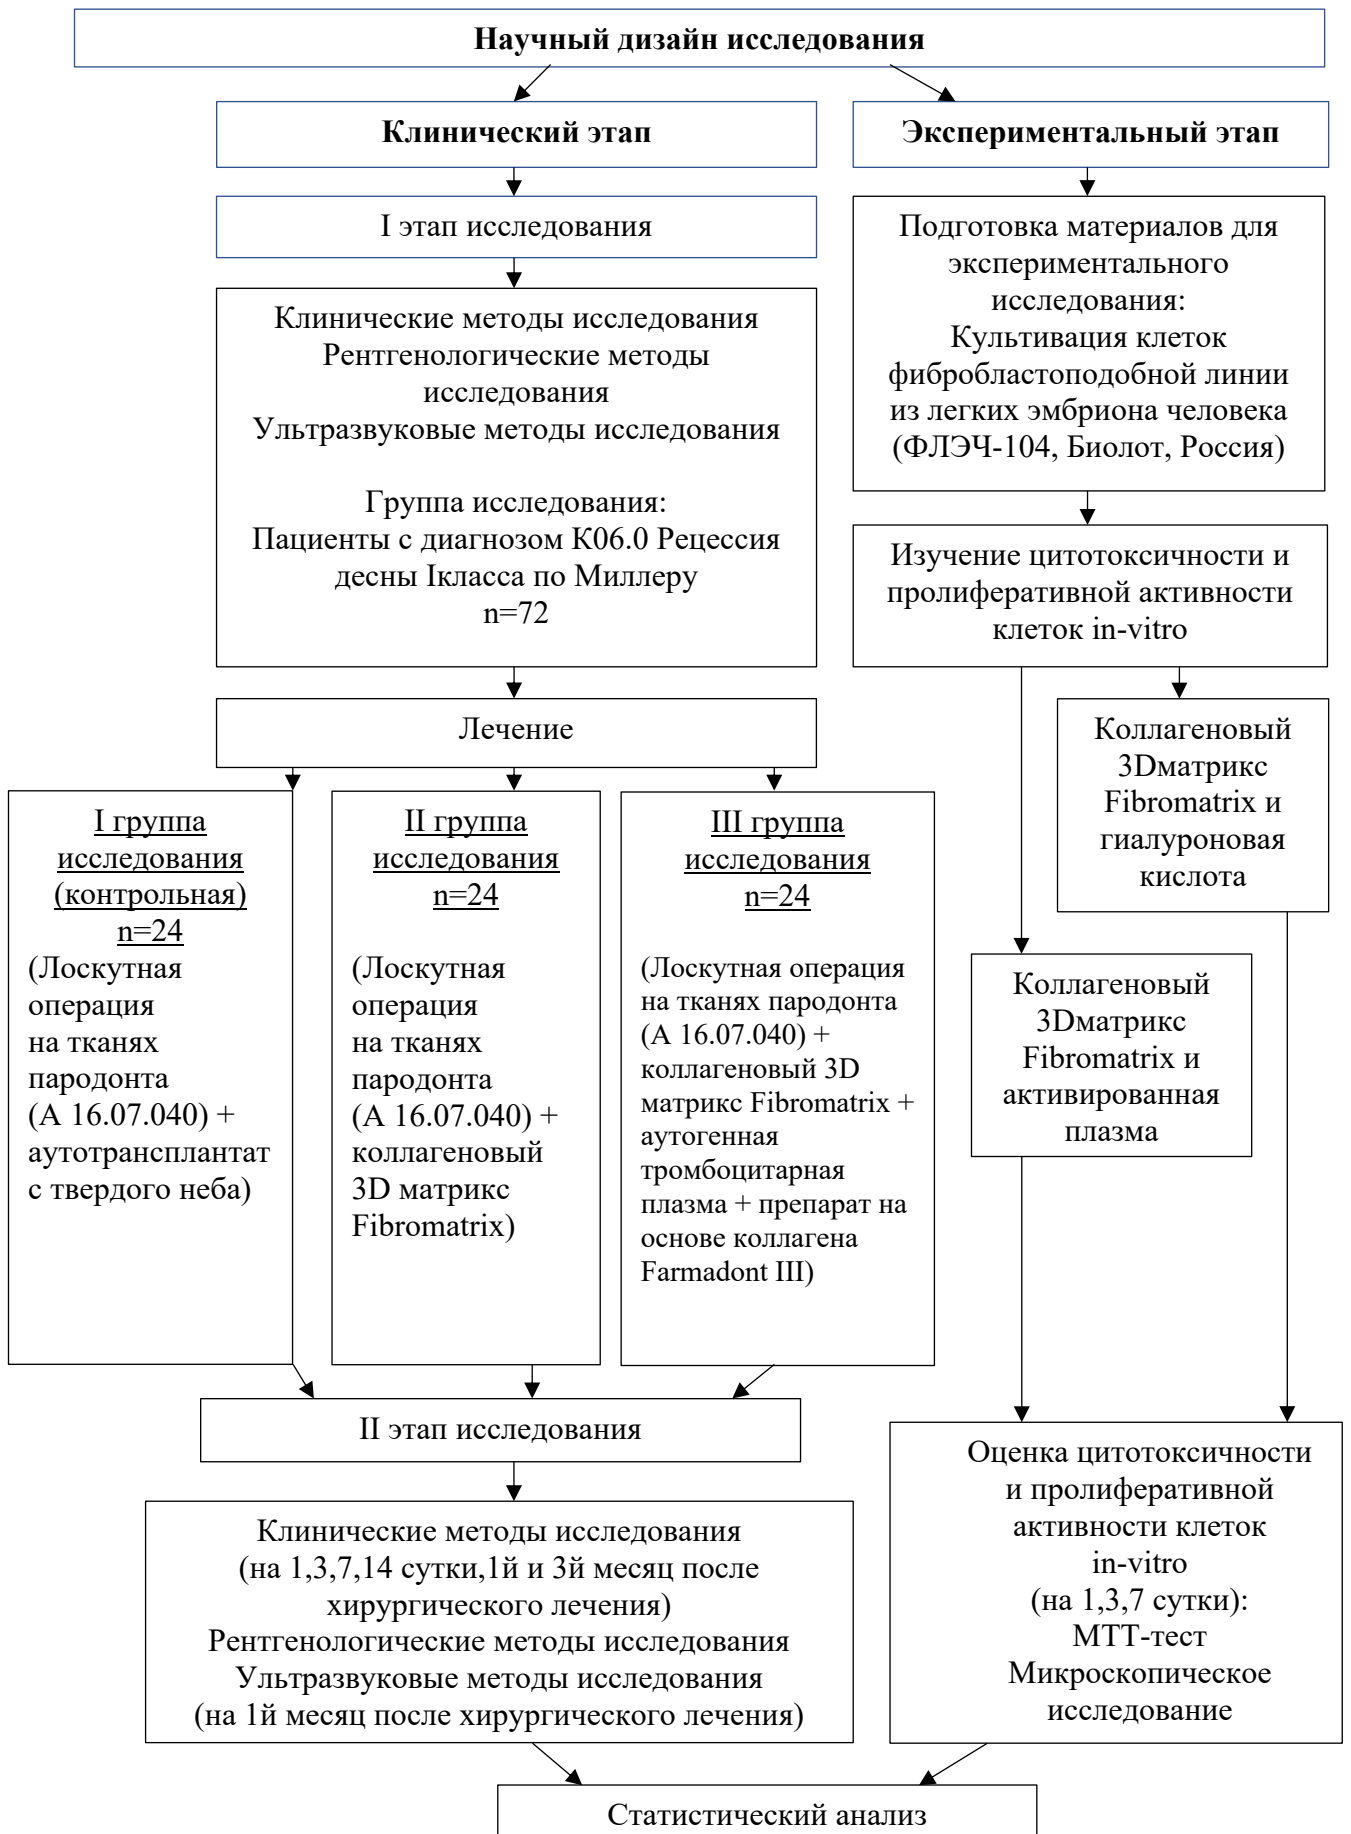 Научный дизайн исследования
Клинический этап
Экспериментальный этап
I этап исследования
Подготовка материалов для
экспериментального
исследования:
Культивация клеток
фибробластоподобной линии
из легких эмбриона человека
(ФЛЭЧ-104, Биолот, Россия)
Клинические методы исследования
Рентгенологические методы
исследования
Ультразвуковые методы исследования
Группа исследования:
Пациенты с диагнозом К06.0 Рецессия
десны Iкласса по Миллеру
n=72
Изучение цитотоксичности и
пролиферативной активности
клеток in-vitro
Лечение
Коллагеновый
3Dматрикс
Fibromatrix и
гиалуроновая
кислота
I группа
исследования
(контрольная)
n=24
(Лоскутная
операция
на тканях
пародонта
(А 16.07.040) +
аутотрансплантат
с твердого неба)
II группа
исследования
n=24
(Лоскутная
операция
на тканях
пародонта
(А 16.07.040) +
коллагеновый
3D матрикс
Fibromatrix)
III группа
исследования
n=24
(Лоскутная операция
на тканях пародонта
(А 16.07.040) +
коллагеновый 3D
матрикс Fibromatrix +
аутогенная
тромбоцитарная
плазма + препарат на
основе коллагена
Farmadont III)
Коллагеновый
3Dматрикс
Fibromatrix и
активированная
плазма
II этап исследования
Клинические методы исследования
(на 1,3,7,14 сутки,1й и 3й месяц после
хирургического лечения)
Рентгенологические методы исследования
Ультразвуковые методы исследования
(на 1й месяц после хирургического лечения)
Оценка цитотоксичности
и пролиферативной
активности клеток
in-vitro
(на 1,3,7 сутки):
МТТ-тест
Микроскопическое
исследование
Статистический анализ